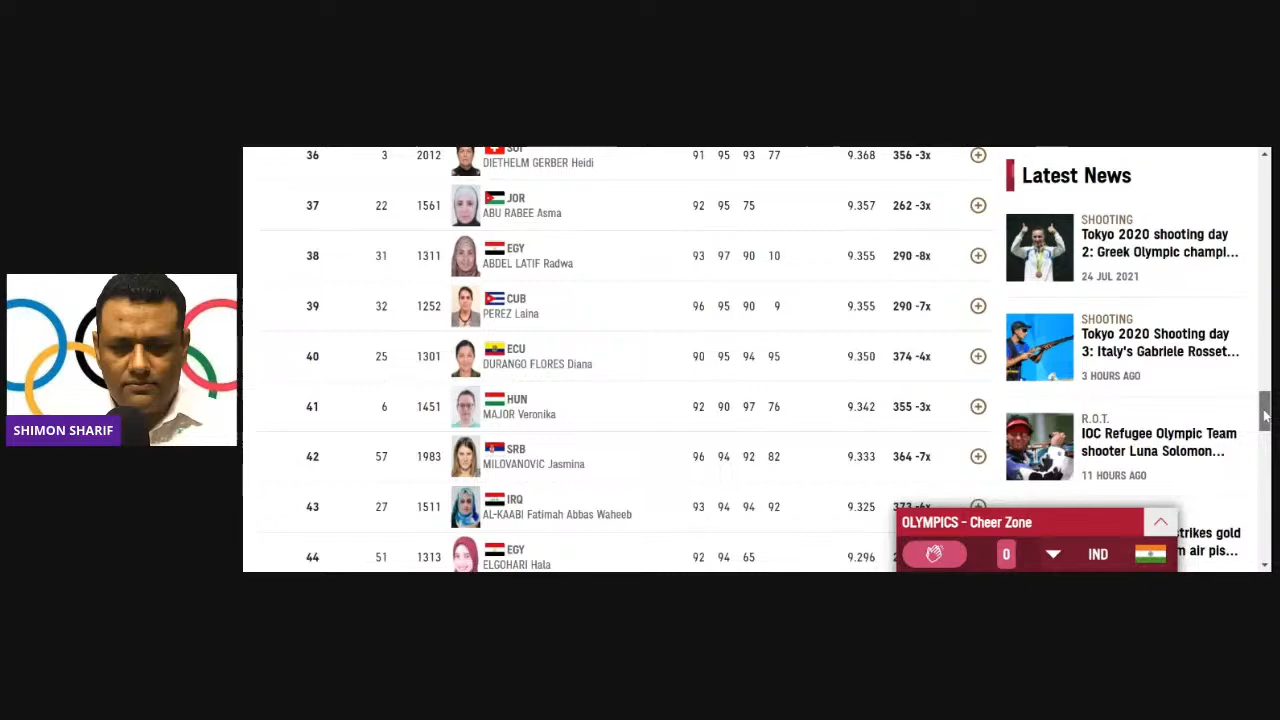 36 3 2012 SUI 91 95 93 77 9.368 356 -3x
DIETHELM GERBER Heidi
37 22 1561 JOR 92 95 75 9.357 262 -3x
ABU RABEE Asma
38 31 1311 EGY 93 97 90 10 9.355 290 -8x
ABDEL LATIF Radwa
39 32 1252 CUB 96 95 90 9 9.355 290 -7x
PEREZ Laina
40 25 1301 ECU 90 95 94 95 9.350 374 -4x
DURANGO FLORES Diana
41 6 1451 HUN 92 90 97 76 9.342 355 -3x
MAJOR Veronika
42 57 1983 SRB 96 94 92 82 9.333 364 -7x
MILOVANOVIC Jasmina
43 27 1511 IRQ 93 94 94 92 9.325 373 -6x
AL-KAABI Fatimah Abbas Waheeb
44 51 1313 EGY 92 94 65 9.296
ELGOHARI Hala
Latest News
SHOOTING
Tokyo 2020 shooting day
2: Greek Olympic champi...
24 JUL 2021
SHOOTING
Tokyo 2020 Shooting day
3: Italy's Gabriele Rosset...
3 HOURS AGO
R.O.T.
IOC Refugee Olympic Team
shooter Luna Solomon...
11 HOURS AGO
strikes gold
m air pis...
OLYMPICS - Cheer Zone
0 IND
SHIMON SHARIF